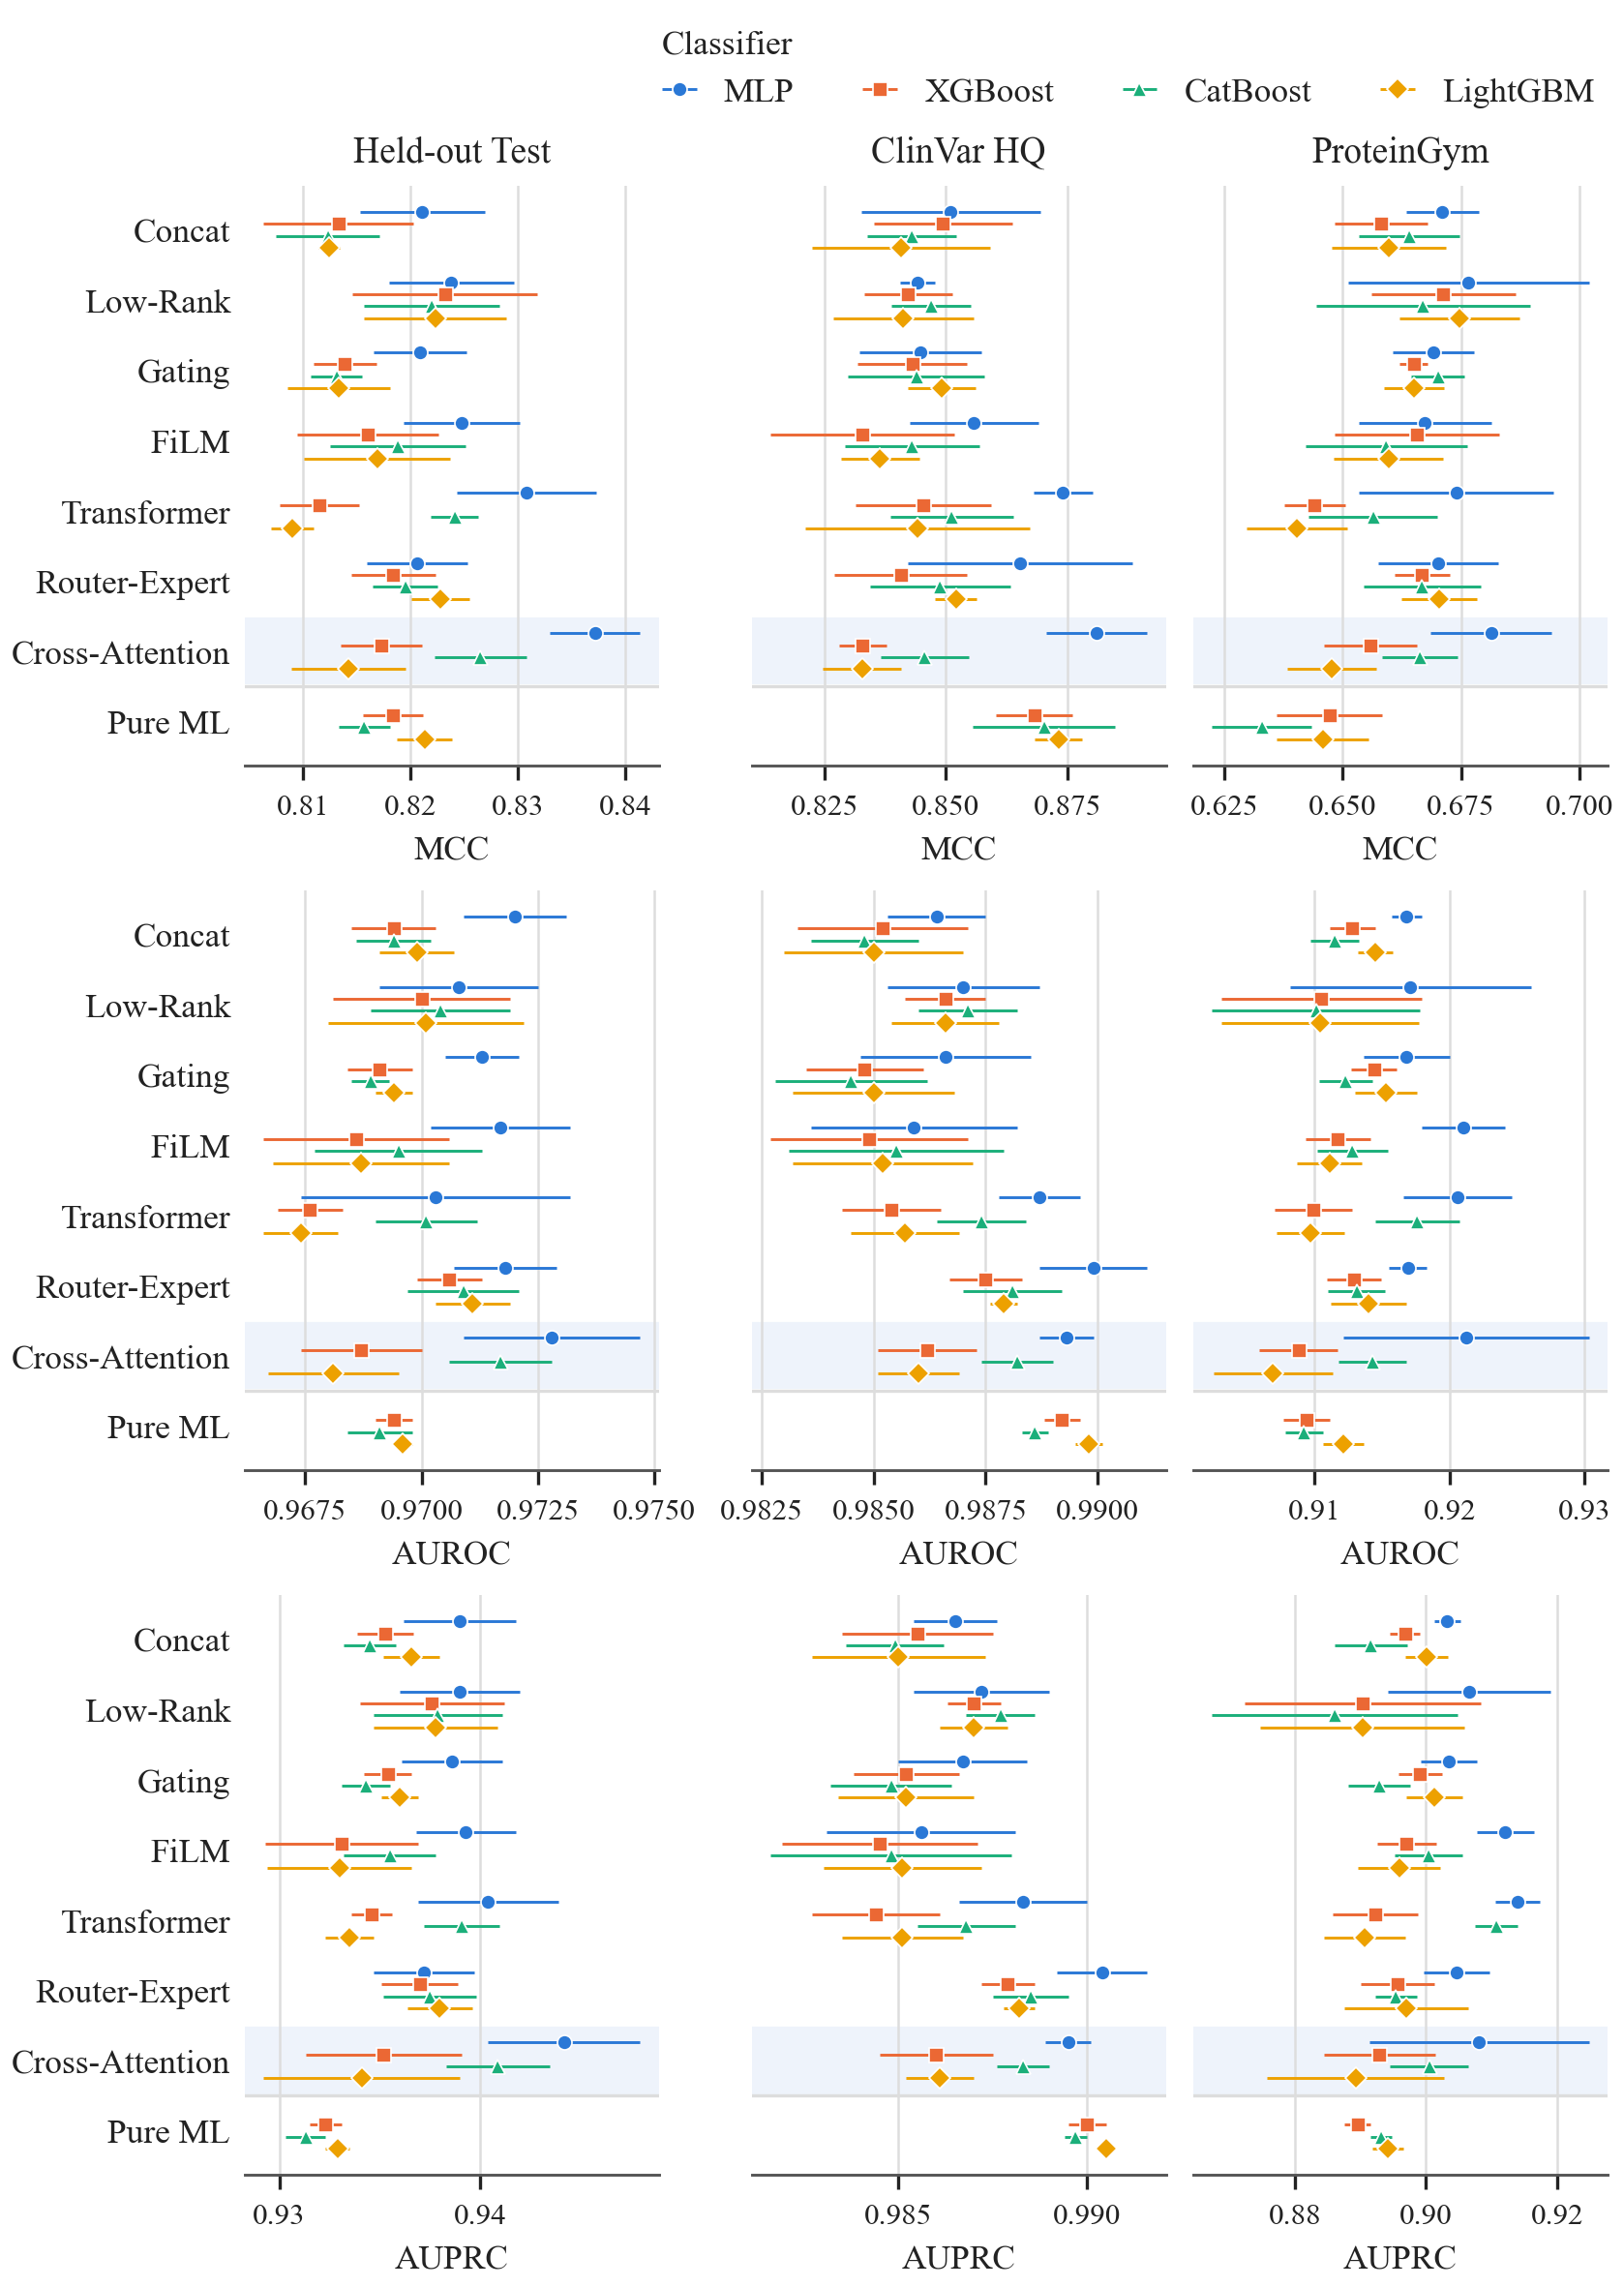 Classifier
MLP XGBoost CatBoost LightGBM
Held-out Test ClinVar HQ ProteinGym
Concat
Low-Rank
Gating
FiLM
Transformer
Router-Expert
Cross-Attention
Pure ML
0.81 0.82 0.83 0.84 0.825 0.850 0.875 0.625 0.650 0.675 0.700
MCC MCC MCC
Concat
Low-Rank
Gating
FiLM
Transformer
Router-Expert
Cross-Attention
Pure ML
0.9675 0.9700 0.9725 0.9750 0.9825 0.9850 0.9875 0.9900 0.91 0.92 0.93
AUROC AUROC AUROC
Concat
Low-Rank
Gating
FiLM
Transformer
Router-Expert
Cross-Attention
Pure ML
0.93 0.94 0.985 0.990 0.88 0.90 0.92
AUPRC AUPRC AUPRC